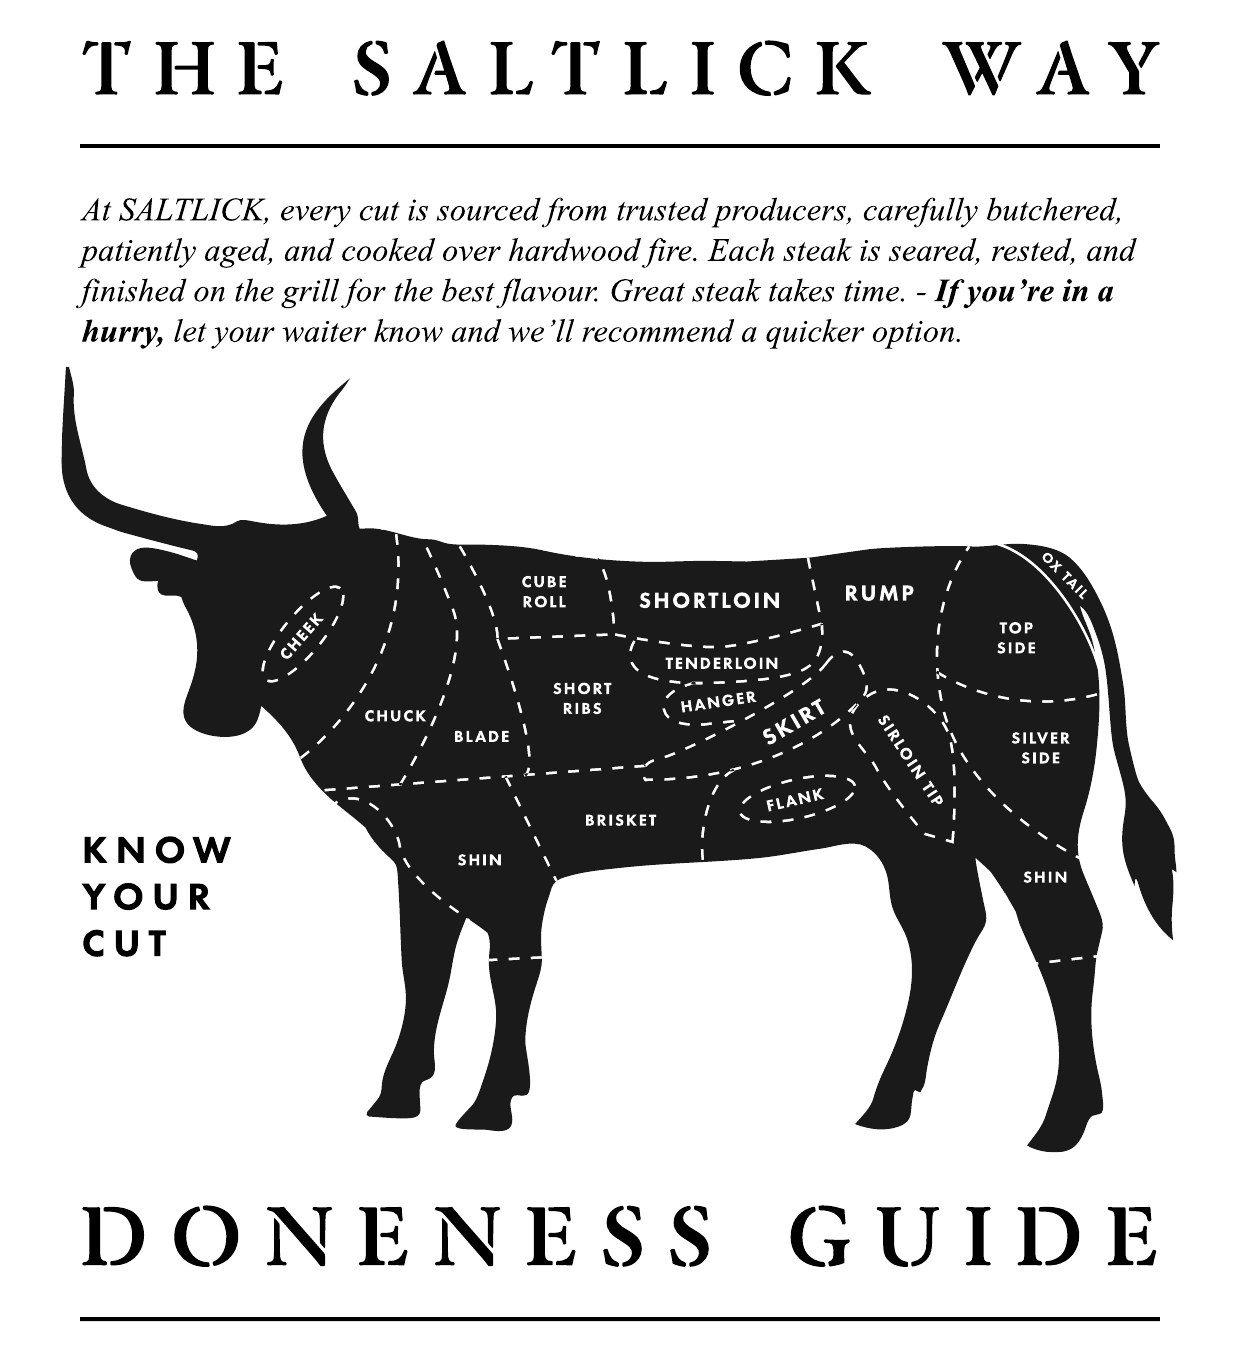 THE SALTLICK WAY
At SALTLICK, every cut is sourced from trusted producers, carefully butchered,
patiently aged, and cooked over hardwood fire. Each steak is seared, rested, and
finished on the grill for the best flavour. Great steak takes time. - If you’re in a
hurry, let your waiter know and we’ll recommend a quicker option.
CHEEK
CHUCK
BLADE
CUBE
ROLL
SHORTLOIN
RUMP
OX TAIL
TOP
SIDE
TENDERLOIN
HANGER
SHORT
RIBS
SKIRT
SIRLOIN TIP
SILVER
SIDE
FLANK
BRISKET
SHIN
SHIN
KNOW
YOUR
CUT
DONENESS GUIDE